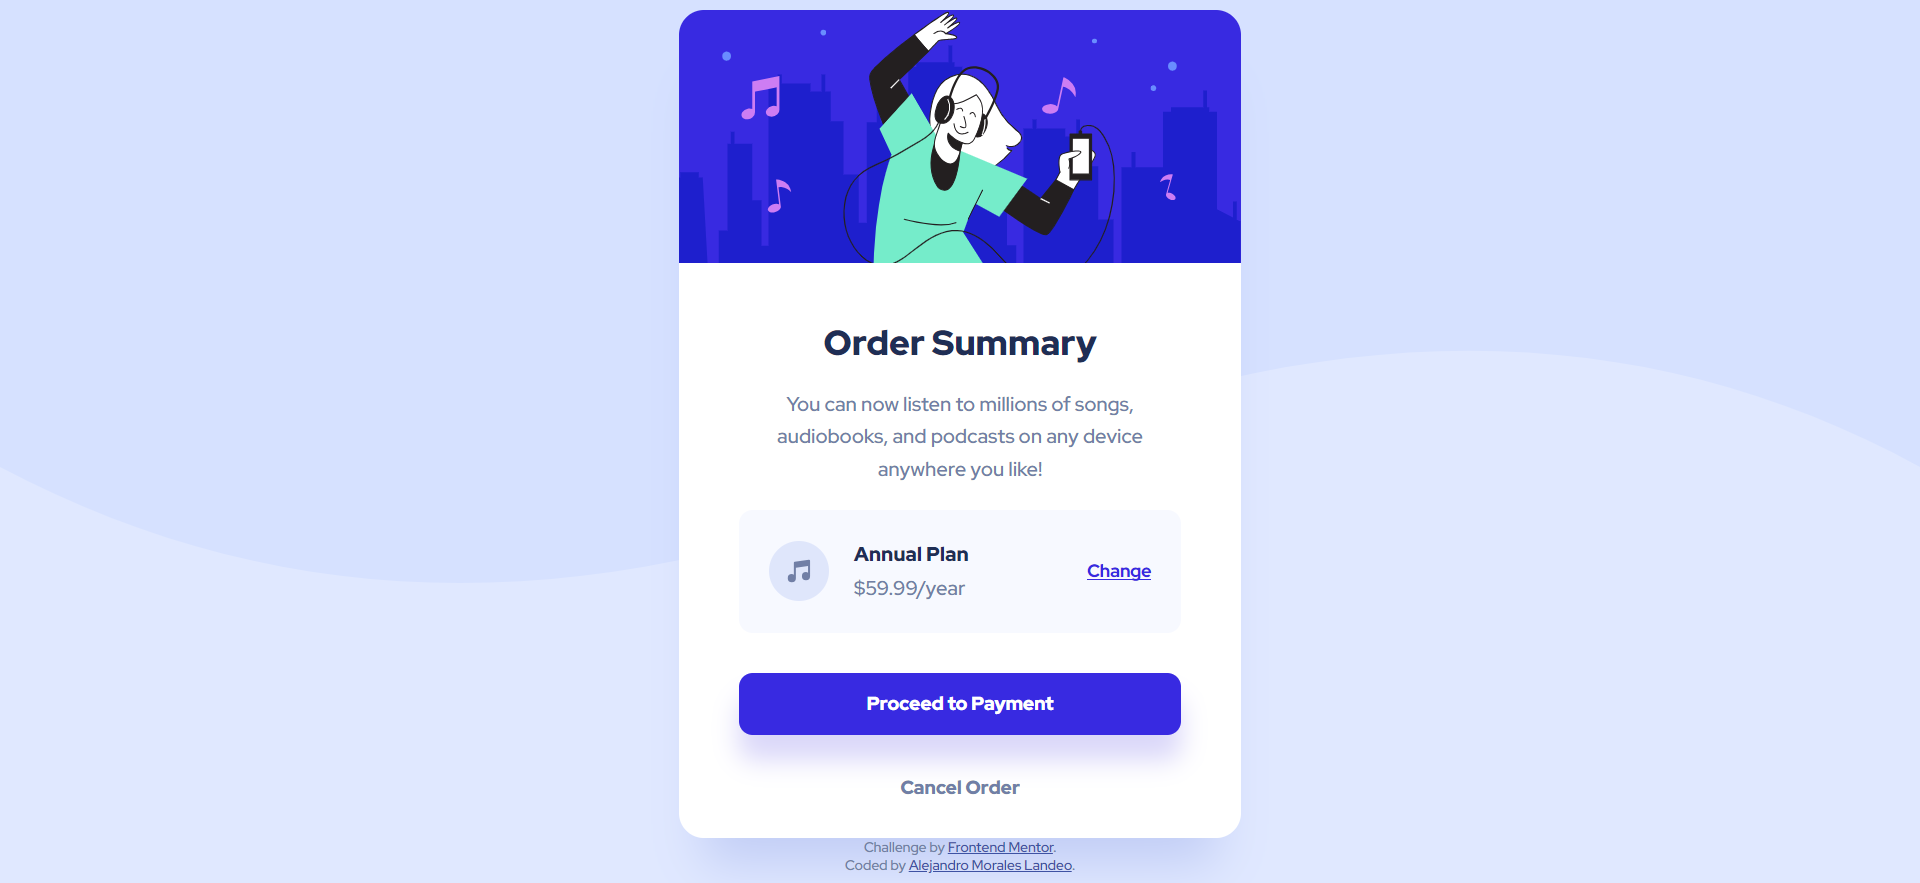 Order Summary
You can now listen to millions of songs,
audiobooks, and podcasts on any device
anywhere you like!
Annual Plan
$59.99/year
Change
Proceed to Payment
Cancel Order
Challenge by Frontend Mentor.
Coded by Alejandro Morales Landeo.